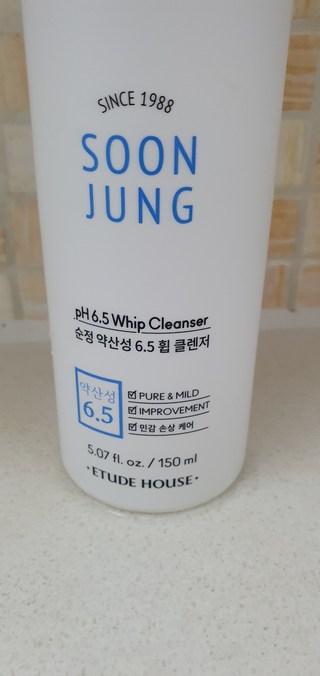 SINCE 1988
SOON
JUNG
pH 6.5 Whip Cleanser
순정 약산성 6.5 휩 클렌저
약산성
6.5
PURE & MILD
IMPROVEMENT
민감 손상 케어
5.07 fl. oz. / 150 ml
·ETUDE HOUSE·